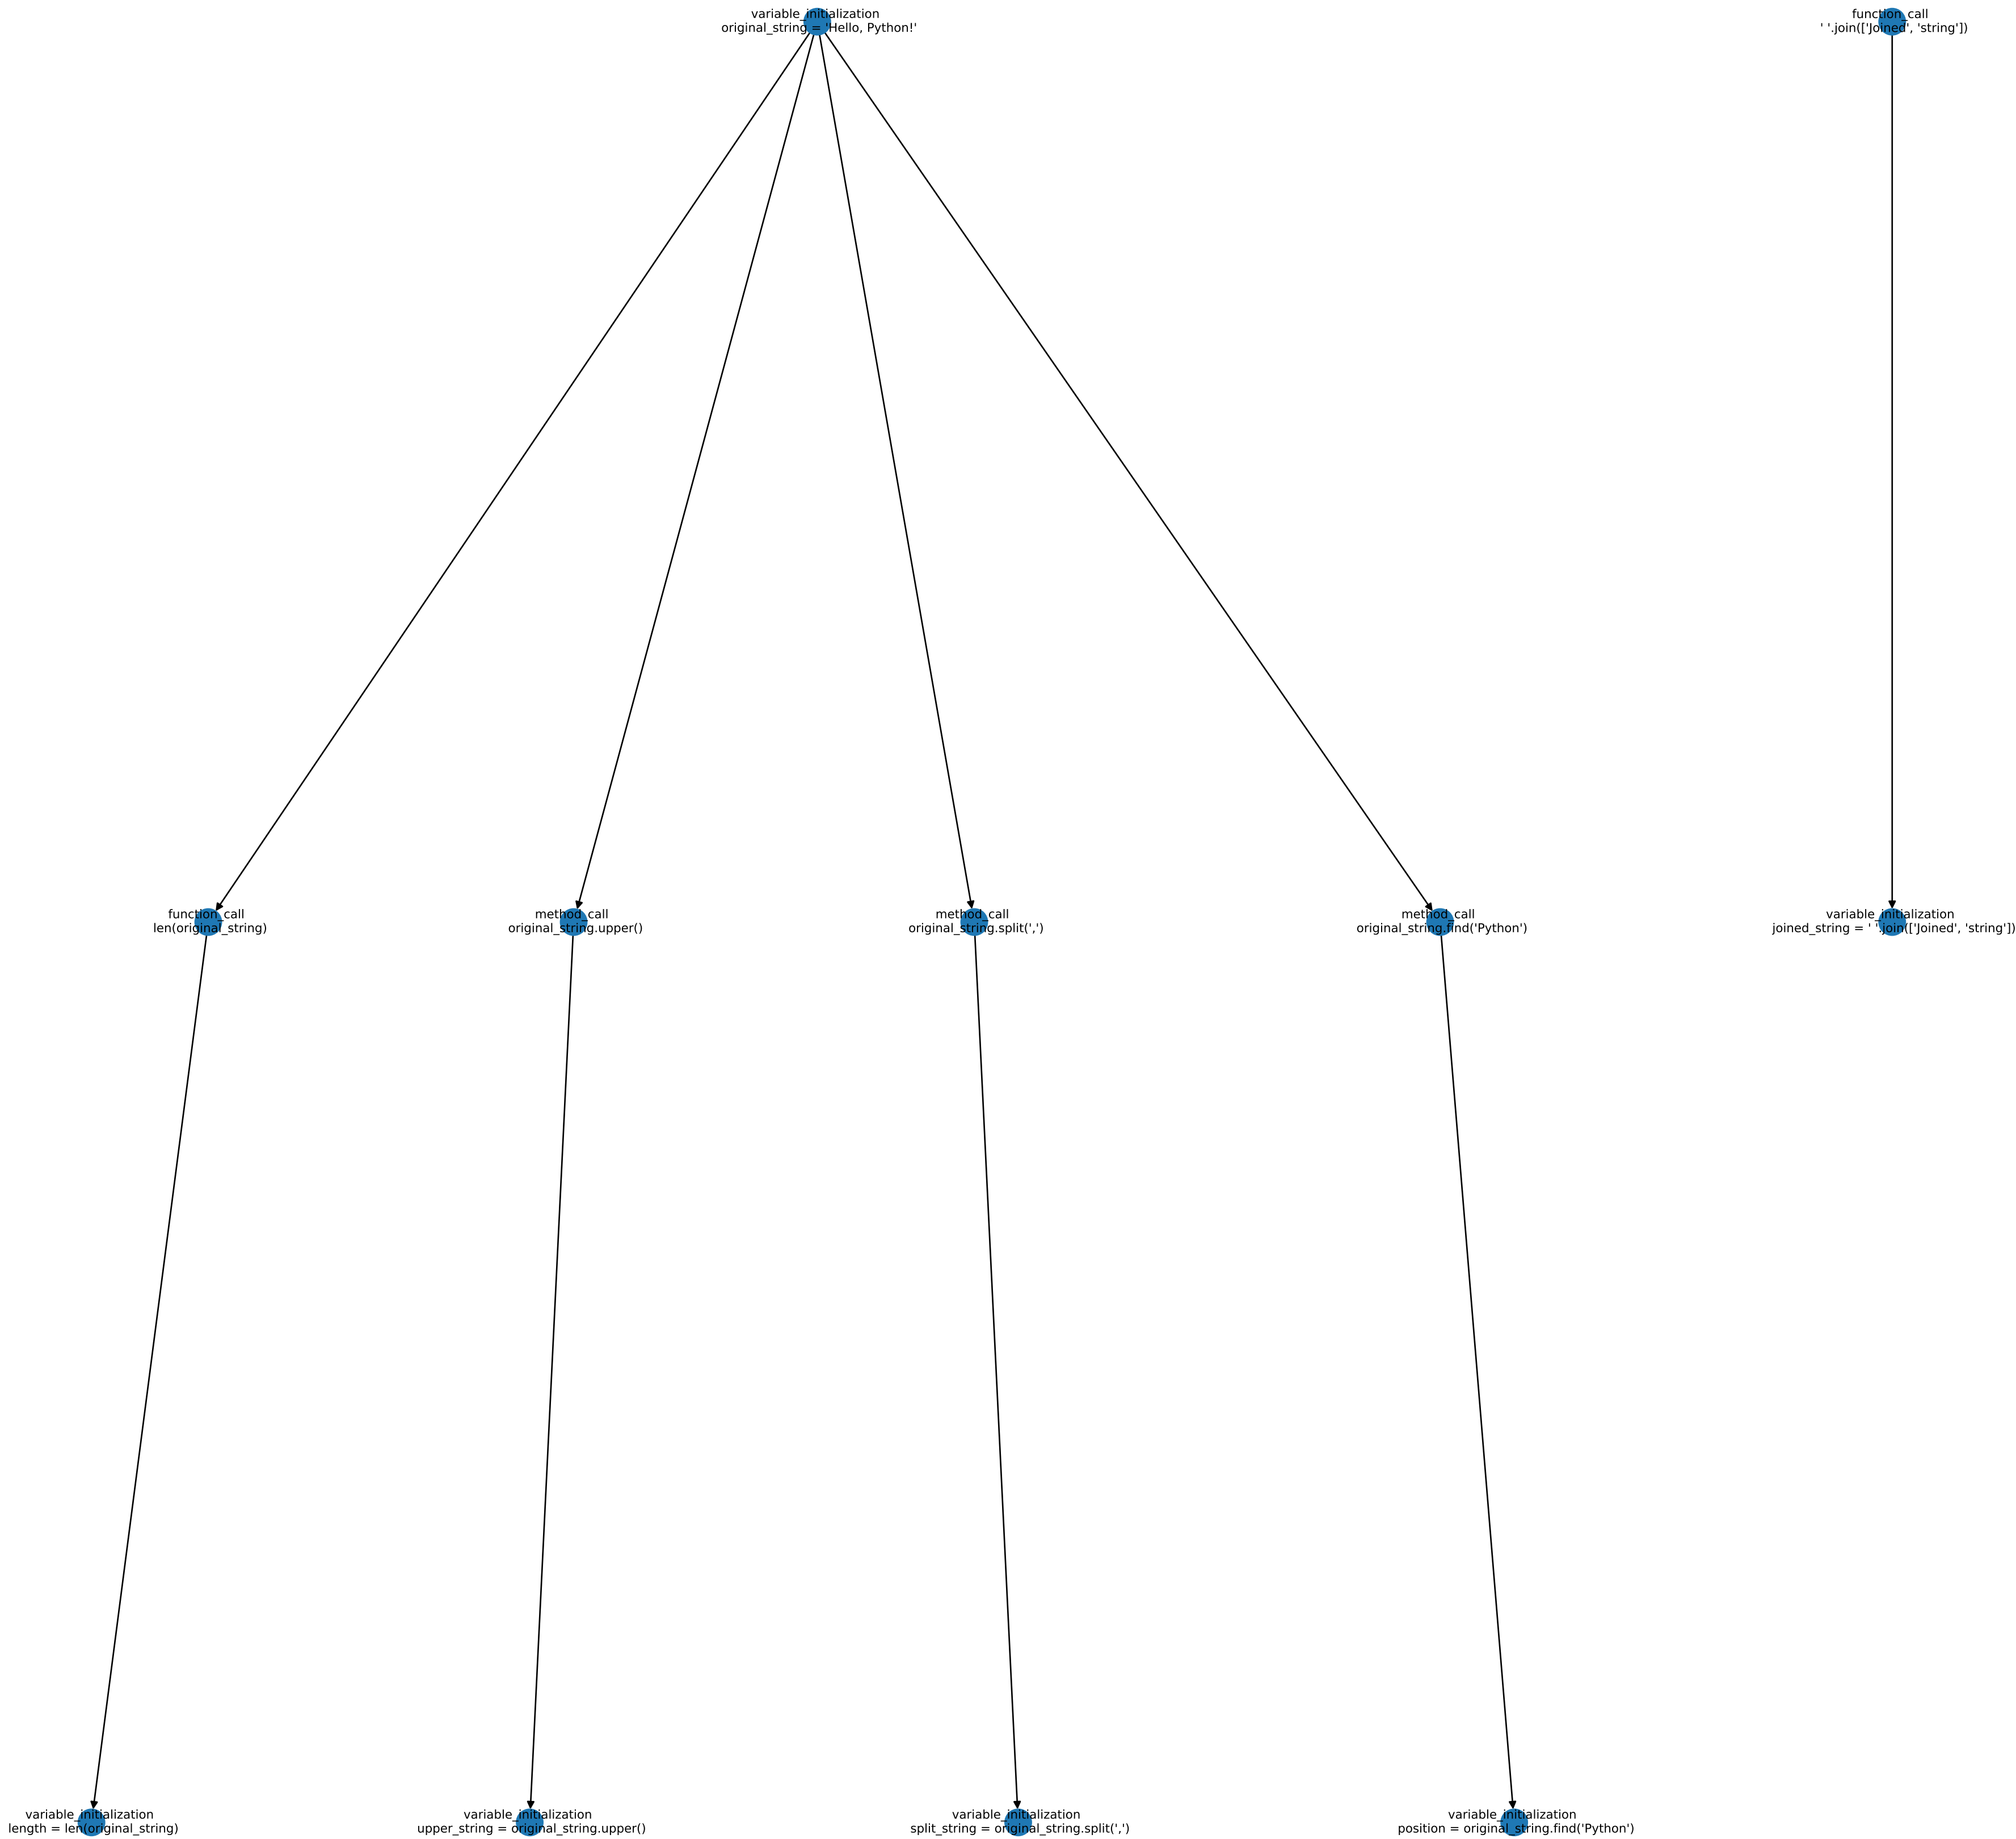 variable_initialization
original_string = 'Hello, Python!'
function_call
' '.join(['Joined', 'string'])
function_call
len(original_string)
method_call
original_string.upper()
method_call
original_string.split(',')
method_call
original_string.find('Python')
variable_initialization
joined_string = ' '.join(['Joined', 'string'])
variable_initialization
length = len(original_string)
variable_initialization
upper_string = original_string.upper()
variable_initialization
split_string = original_string.split(',')
variable_initialization
position = original_string.find('Python')